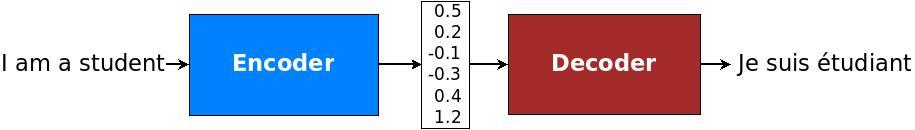 I am a student
Encoder
0.5
0.2
-0.1
-0.3
0.4
1.2
Decoder
Je suis étudiant